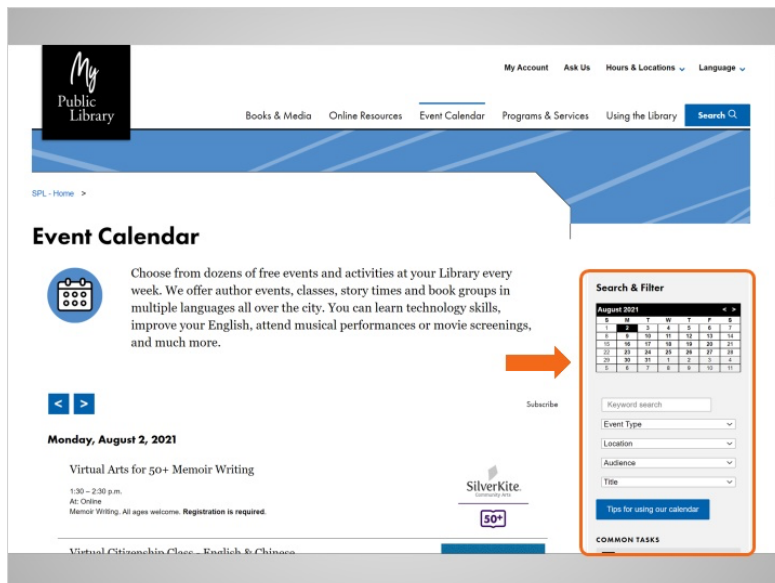 My
Public
Library
My Account Ask Us Hours & Locations Language
Books & Media Online Resources Event Calendar Programs & Services Using the Library Search
SPL - Home >
Event Calendar
Choose from dozens of free events and activities at your Library every
week. We offer author events, classes, story times and book groups in
multiple languages all over the city. You can learn technology skills,
improve your English, attend musical performances or movie screenings,
and much more.
< >
Subscribe
Monday, August 2, 2021
Virtual Arts for 50+ Memoir Writing
1:30 – 2:30 p.m.
At: Online
Memoir Writing. All ages welcome. Registration is required.
SilverKite.
Community Arts
50+
Virtual Citizenship Class - English & Chinese
Search & Filter
August 2021 < >
S M T W T F S
1 2 3 4 5 6 7
8 9 10 11 12 13 14
15 16 17 18 19 20 21
22 23 24 25 26 27 28
29 30 31 1 2 3 4
5 6 7 8 9 10 11
Keyword search
Event Type
Location
Audience
Title
Tips for using our calendar
COMMON TASKS